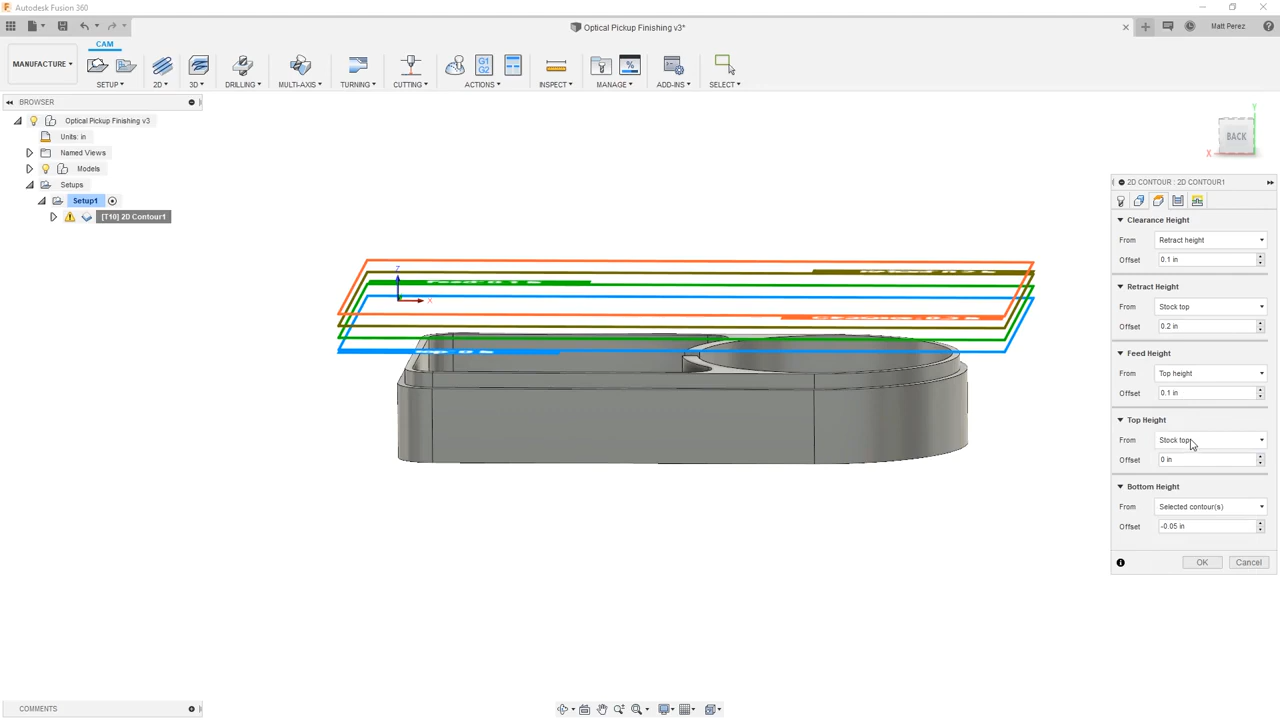 Autodesk Fusion 360
Optical Pickup Finishing v3*
Matt Perez
CAM
MANUFACTURE
SETUP
2D
3D
DRILLING
MULTI-AXIS
TURNING
CUTTING
G1
G2
ACTIONS
INSPECT
%
MANAGE
ADD-INS
SELECT
BROWSER
Optical Pickup Finishing v3
Units: in
Named Views
Models
Setups
Setup1
[T10] 2D Contour1
Y
BACK
X
Z
X
2D CONTOUR : 2D CONTOUR1
Clearance Height
From Retract height
Offset 0.1 in
Retract Height
From Stock top
Offset 0.2 in
Feed Height
From Top height
Offset 0.1 in
Top Height
From Stock top
Offset 0 in
Bottom Height
From Selected contour(s)
Offset -0.05 in
OK Cancel
COMMENTS